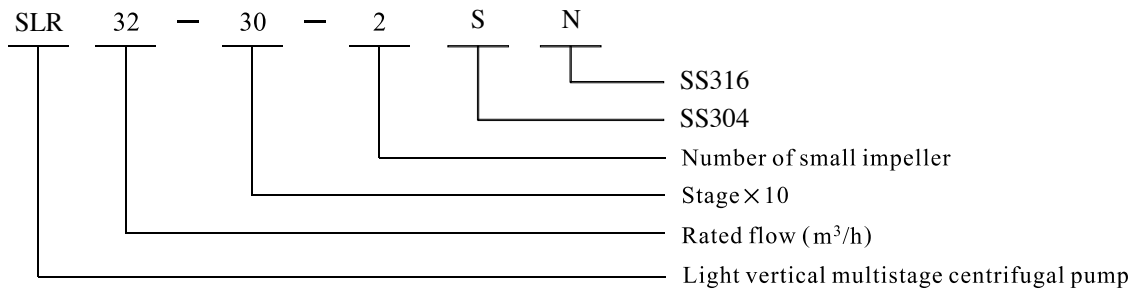 SLR 32 - 30 - 2 S N
SS316
SS304
Number of small impeller
Stage×10
Rated flow (m³/h)
Light vertical multistage centrifugal pump